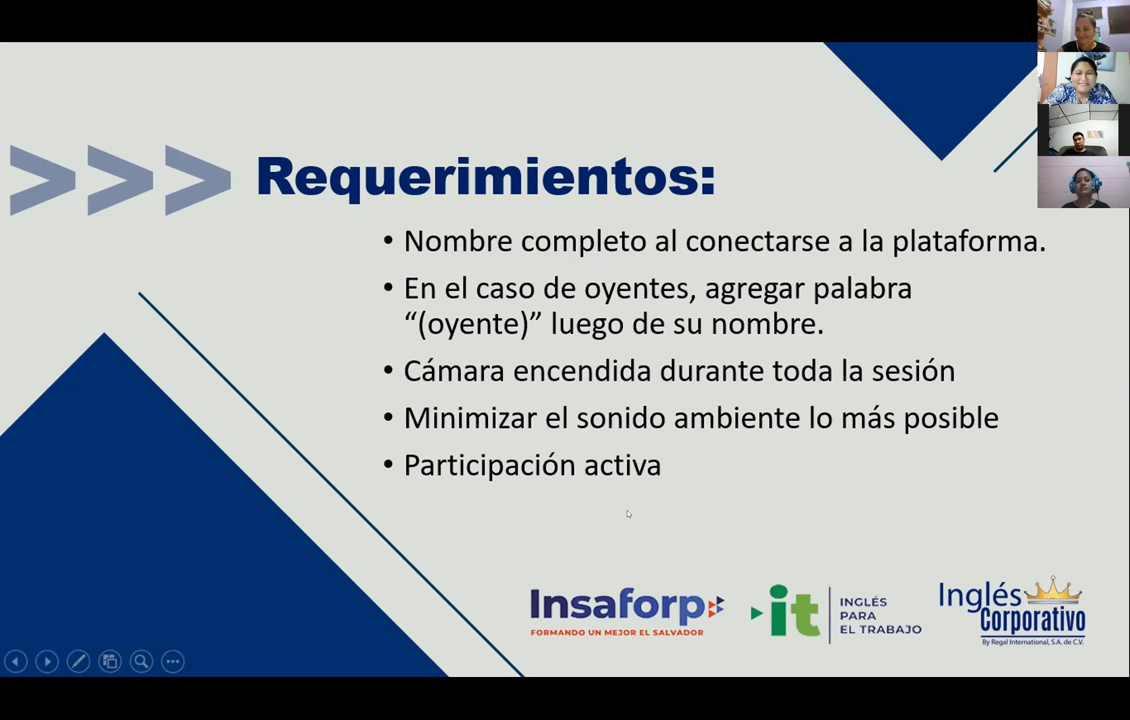 >>> Requerimientos:
• Nombre completo al conectarse a la plataforma.
• En el caso de oyentes, agregar palabra
“(oyente)” luego de su nombre.
• Cámara encendida durante toda la sesión
• Minimizar el sonido ambiente lo más posible
• Participación activa
Insaforp
FORMANDO UN MEJOR EL SALVADOR
it
INGLÉS
PARA
EL TRABAJO
Inglés
Corporativo
By Regal International, S.A. de C.V.